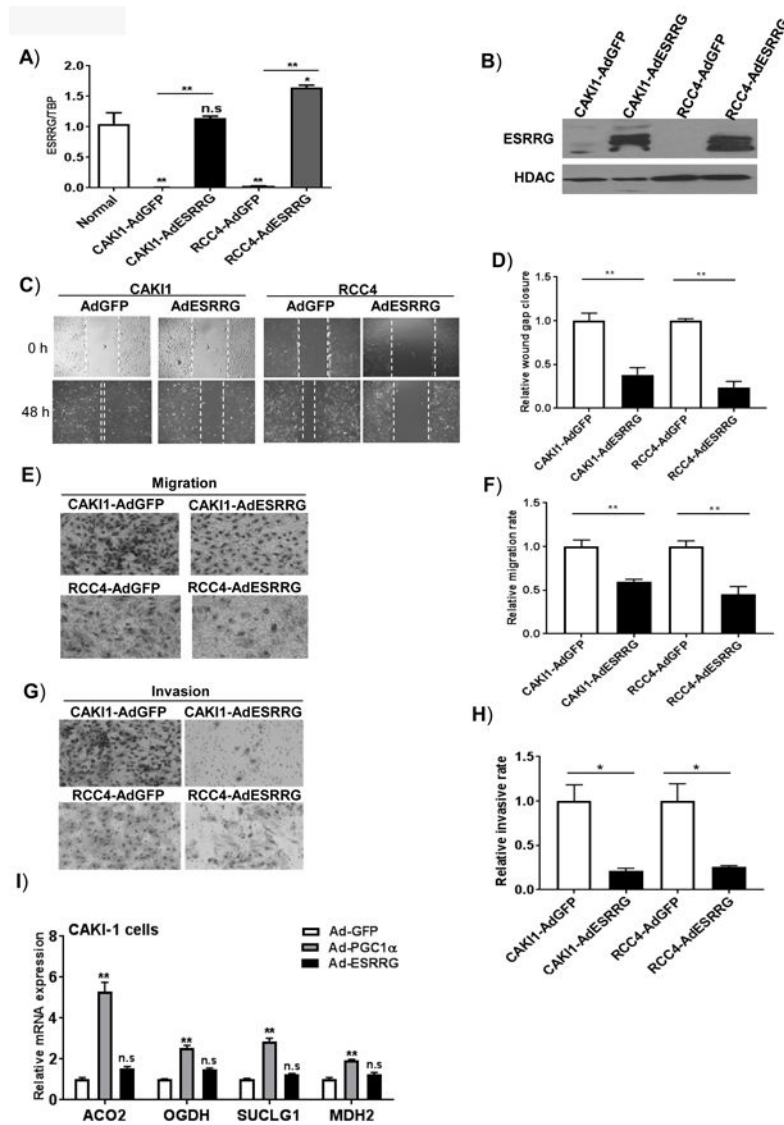 A)
ESRRG/TBP
2.0
1.5
1.0
0.5
0.0
**
**
n.s
**
**
*
Normal
CAKI1-AdGFP
CAKI1-AdESRRG
RCC4-AdGFP
RCC4-AdESRRG
B)
CAKI1-AdGFP
CAKI1-AdESRRG
RCC4-AdGFP
RCC4-AdESRRG
ESRRG
HDAC
C)
CAKI1 RCC4
AdGFP AdESRRG AdGFP AdESRRG
0 h
48 h
D)
Relative wound gap closure
1.5
1.0
0.5
0.0
** **
CAKI1-AdGFP
CAKI1-AdESRRG
RCC4-AdGFP
RCC4-AdESRRG
E)
Migration
CAKI1-AdGFP CAKI1-AdESRRG
RCC4-AdGFP RCC4-AdESRRG
F)
Relative migration rate
1.5
1.0
0.5
0.0
** **
CAKI1-AdGFP
CAKI1-AdESRRG
RCC4-AdGFP
RCC4-AdESRRG
G)
Invasion
CAKI1-AdGFP CAKI1-AdESRRG
RCC4-AdGFP RCC4-AdESRRG
H)
Relative invasive rate
1.5
1.0
0.5
0.0
* *
CAKI1-AdGFP
CAKI1-AdESRRG
RCC4-AdGFP
RCC4-AdESRRG
I)
CAKI-1 cells
Ad-GFP
Ad-PGC1α
Ad-ESRRG
Relative mRNA expression
8
6
4
2
0
** n.s ** n.s ** n.s ** n.s
ACO2 OGDH SUCLG1 MDH2